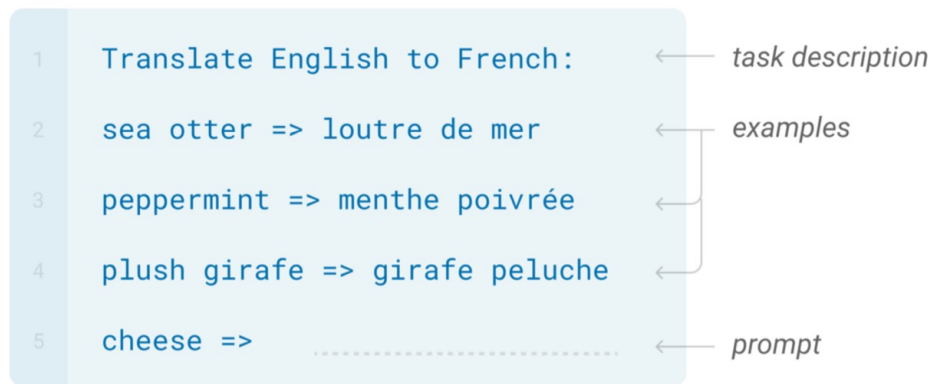 1 Translate English to French: task description
2 sea otter => loutre de mer examples
3 peppermint => menthe poivrée
4 plush girafe => girafe peluche
5 cheese => prompt